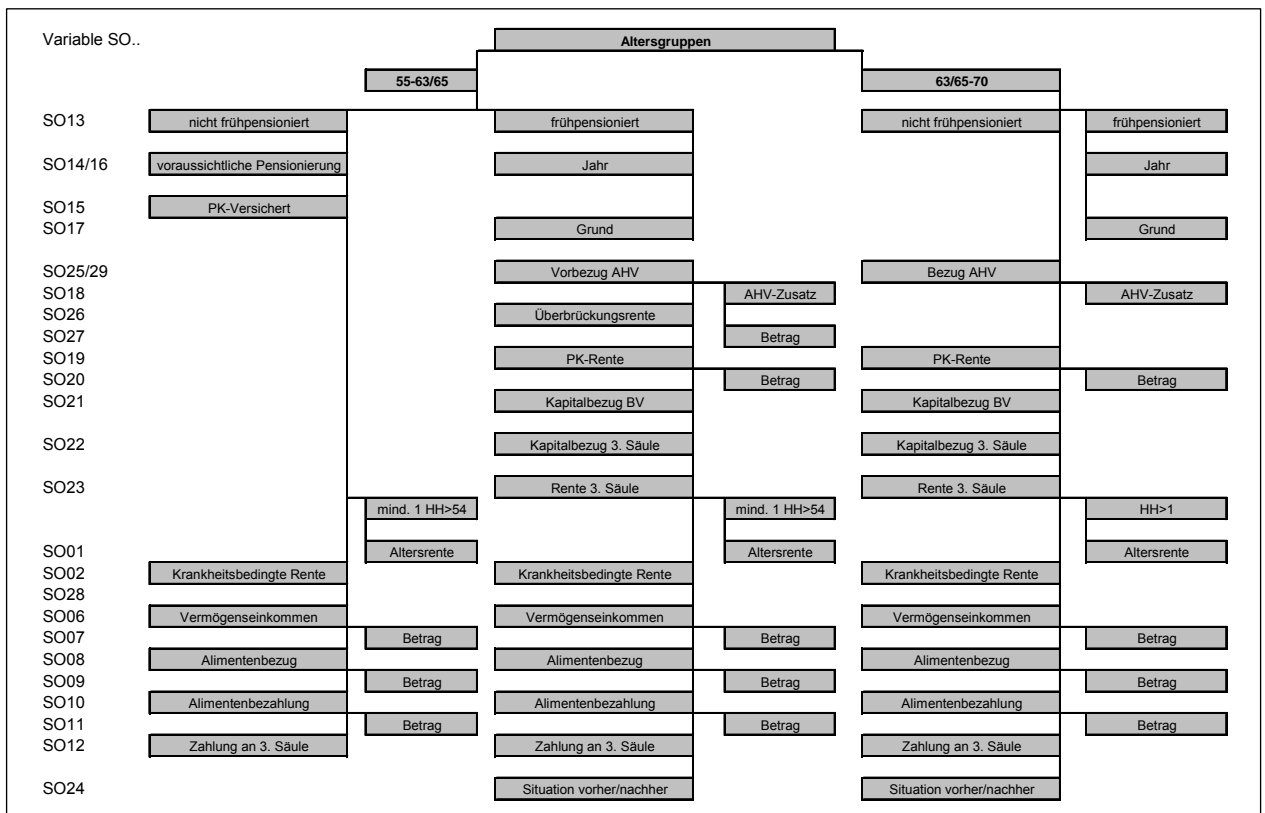 Variable SO.. Altersgruppen
55-63/65 63/65-70
SO13 nicht frühpensioniert frühpensioniert nicht frühpensioniert frühpensioniert
SO14/16 voraussichtliche Pensionierung Jahr Jahr
SO15 PK-Versichert
SO17 Grund Grund
SO25/29 Vorbezug AHV Bezug AHV
SO18 AHV-Zusatz AHV-Zusatz
SO26 Überbrückungsrente
SO27 Betrag
SO19 PK-Rente PK-Rente
SO20 Betrag Betrag
SO21 Kapitalbezug BV Kapitalbezug BV
SO22 Kapitalbezug 3. Säule Kapitalbezug 3. Säule
SO23 Rente 3. Säule Rente 3. Säule
mind. 1 HH>54 mind. 1 HH>54 HH>1
SO01 Altersrente Altersrente Altersrente
SO02 Krankheitsbedingte Rente Krankheitsbedingte Rente Krankheitsbedingte Rente
SO28
SO06 Vermögenseinkommen Vermögenseinkommen Vermögenseinkommen
SO07 Betrag Betrag Betrag
SO08 Alimentenbezug Alimentenbezug Alimentenbezug
SO09 Betrag Betrag Betrag
SO10 Alimentenbezahlung Alimentenbezahlung Alimentenbezahlung
SO11 Betrag Betrag Betrag
SO12 Zahlung an 3. Säule Zahlung an 3. Säule Zahlung an 3. Säule
SO24 Situation vorher/nachher Situation vorher/nachher